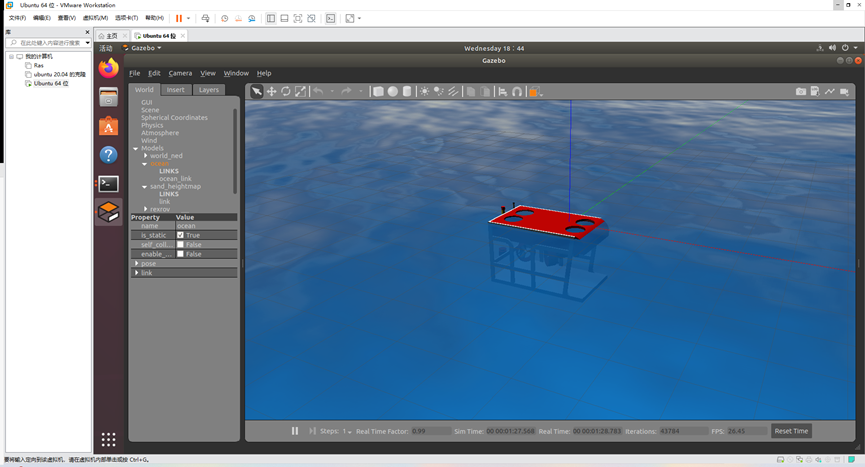 Ubuntu 64 位 - VMware Workstation
文件(F) 编辑(E) 查看(V) 虚拟机(M) 选项卡(T) 帮助(H)
库
在此处键入内容进行搜索
我的计算机
Ras
ubuntu 20.04 的克隆
Ubuntu 64 位
主页
Ubuntu 64 位
活动
Gazebo
Wednesday 18：44
Gazebo
File Edit Camera View Window Help
World Insert Layers
GUI
Scene
Spherical Coordinates
Physics
Atmosphere
Wind
Models
world_ned
ocean
LINKS
ocean_link
sand_heightmap
LINKS
link
rexrov
Property Value
name ocean
is_static True
self_coll... False
enable_... False
pose
link
Steps: 1 Real Time Factor: 0.99 Sim Time: 00 00:01:27.568 Real Time: 00 00:01:28.783 Iterations: 43784 FPS: 26.45 Reset Time
要将输入定向到该虚拟机，请在虚拟机内部单击或按 Ctrl+G。